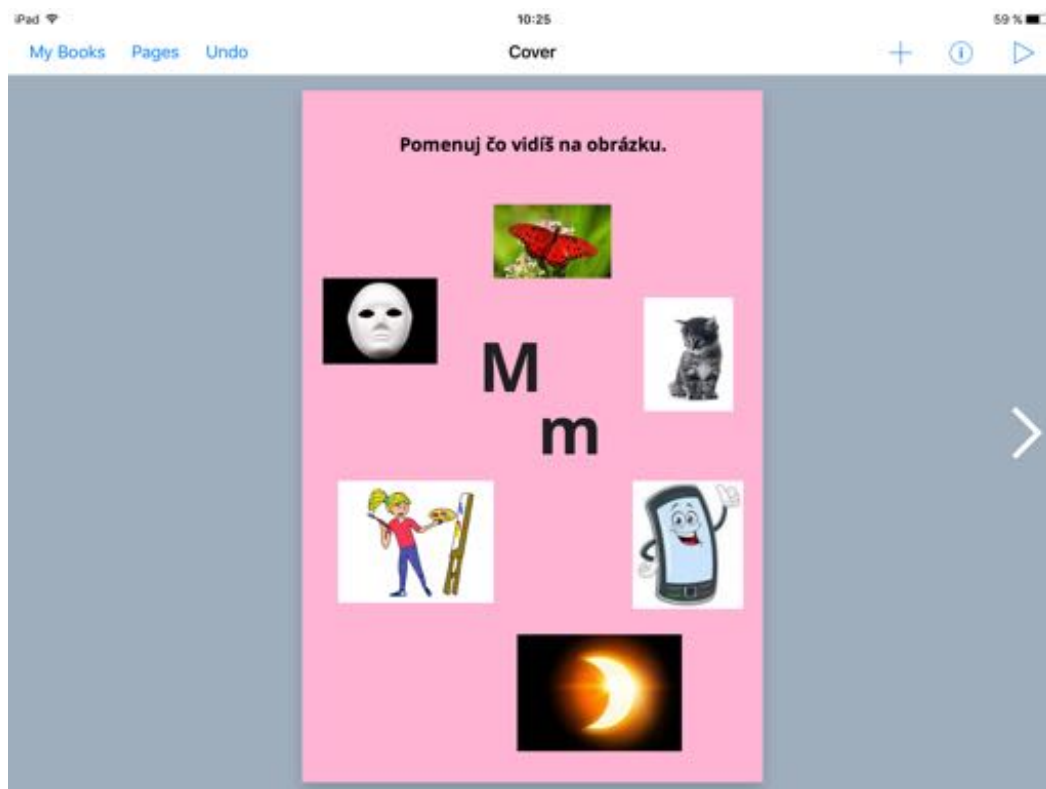 iPad 10:25 59 %
My Books Pages Undo Cover
Pomenuj čo vidíš na obrázku.
M
m